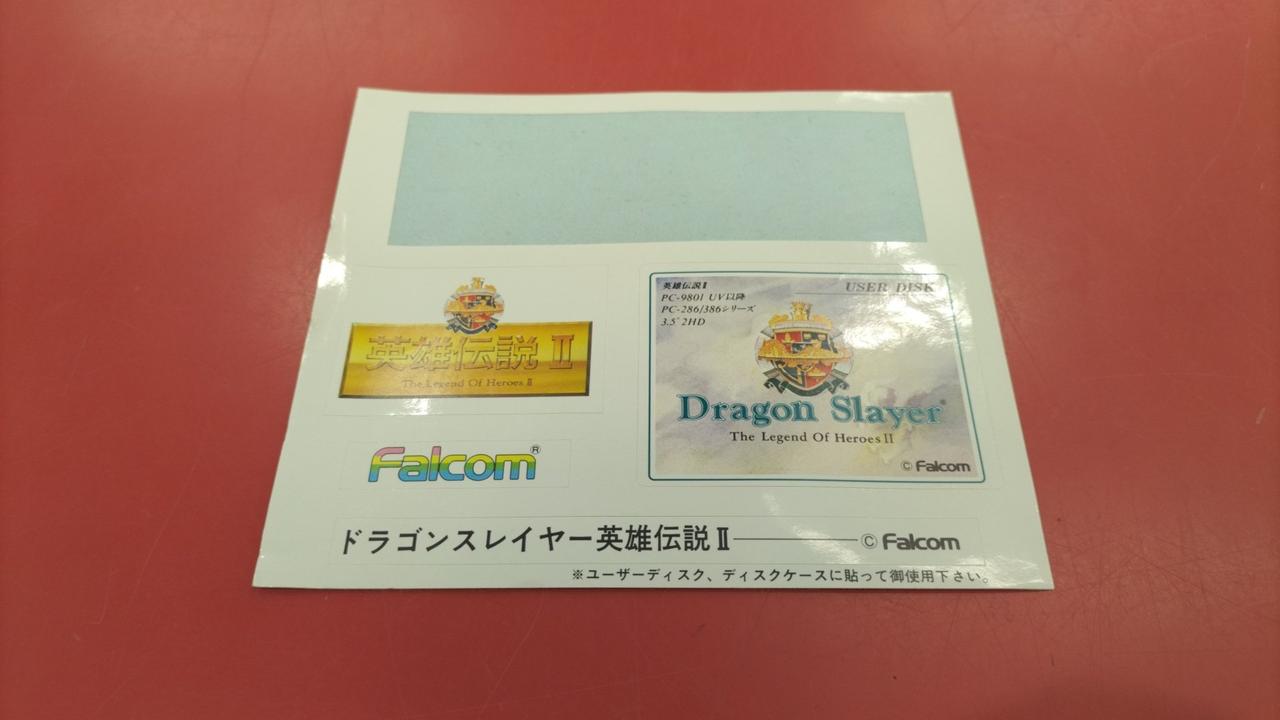 英雄伝説Ⅱ
The Legend Of Heroes Ⅱ
Falcom®
英雄伝説Ⅱ
PC-9801 UV以降
PC-286/386シリーズ
3.5" 2HD
USER DISK
Dragon Slayer®
The Legend Of Heroes Ⅱ
© Falcom
ドラゴンスレイヤー英雄伝説Ⅱ――© Falcom
※ユーザーディスク、ディスクケースに貼って御使用下さい。